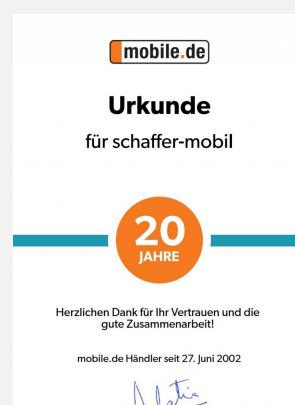 mobile.de
Urkunde
für schaffer-mobil
20
JAHRE
Herzlichen Dank für Ihr Vertrauen und die
gute Zusammenarbeit!
mobile.de Händler seit 27. Juni 2002